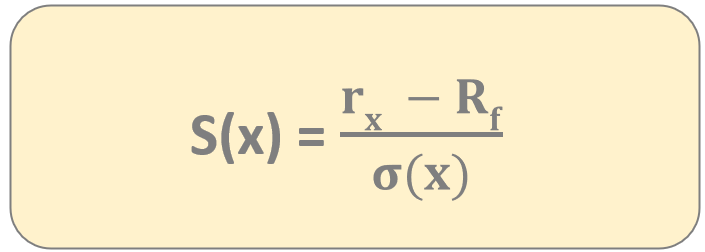 S(x) = (r_x − R_f) / σ(x)